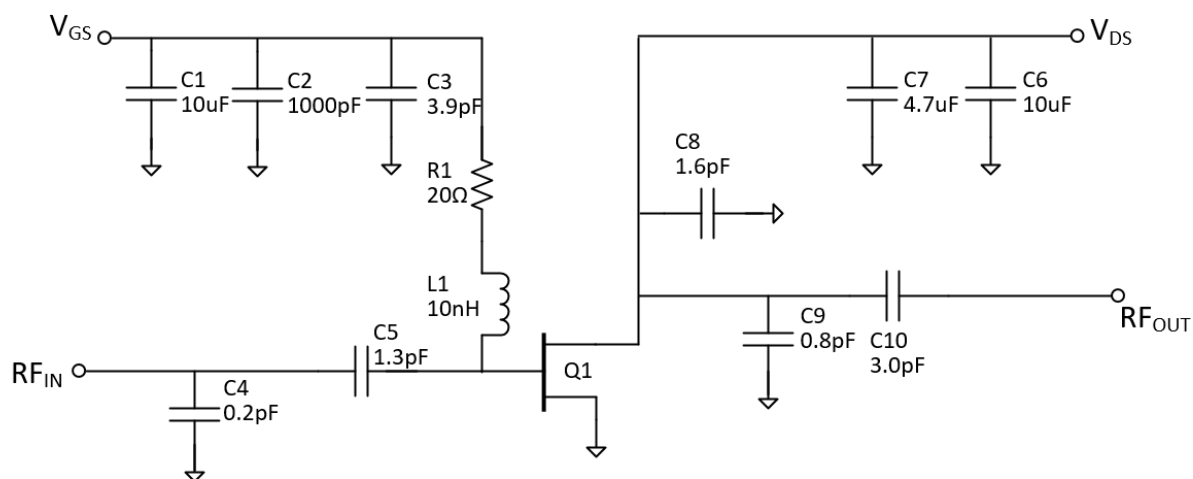 VGS
VDS
C1
10uF
C2
1000pF
C3
3.9pF
C7
4.7uF
C6
10uF
C8
1.6pF
R1
20Ω
L1
10nH
C5
1.3pF
C9
0.8pF
C10
3.0pF
RFOUT
RFIN
Q1
C4
0.2pF